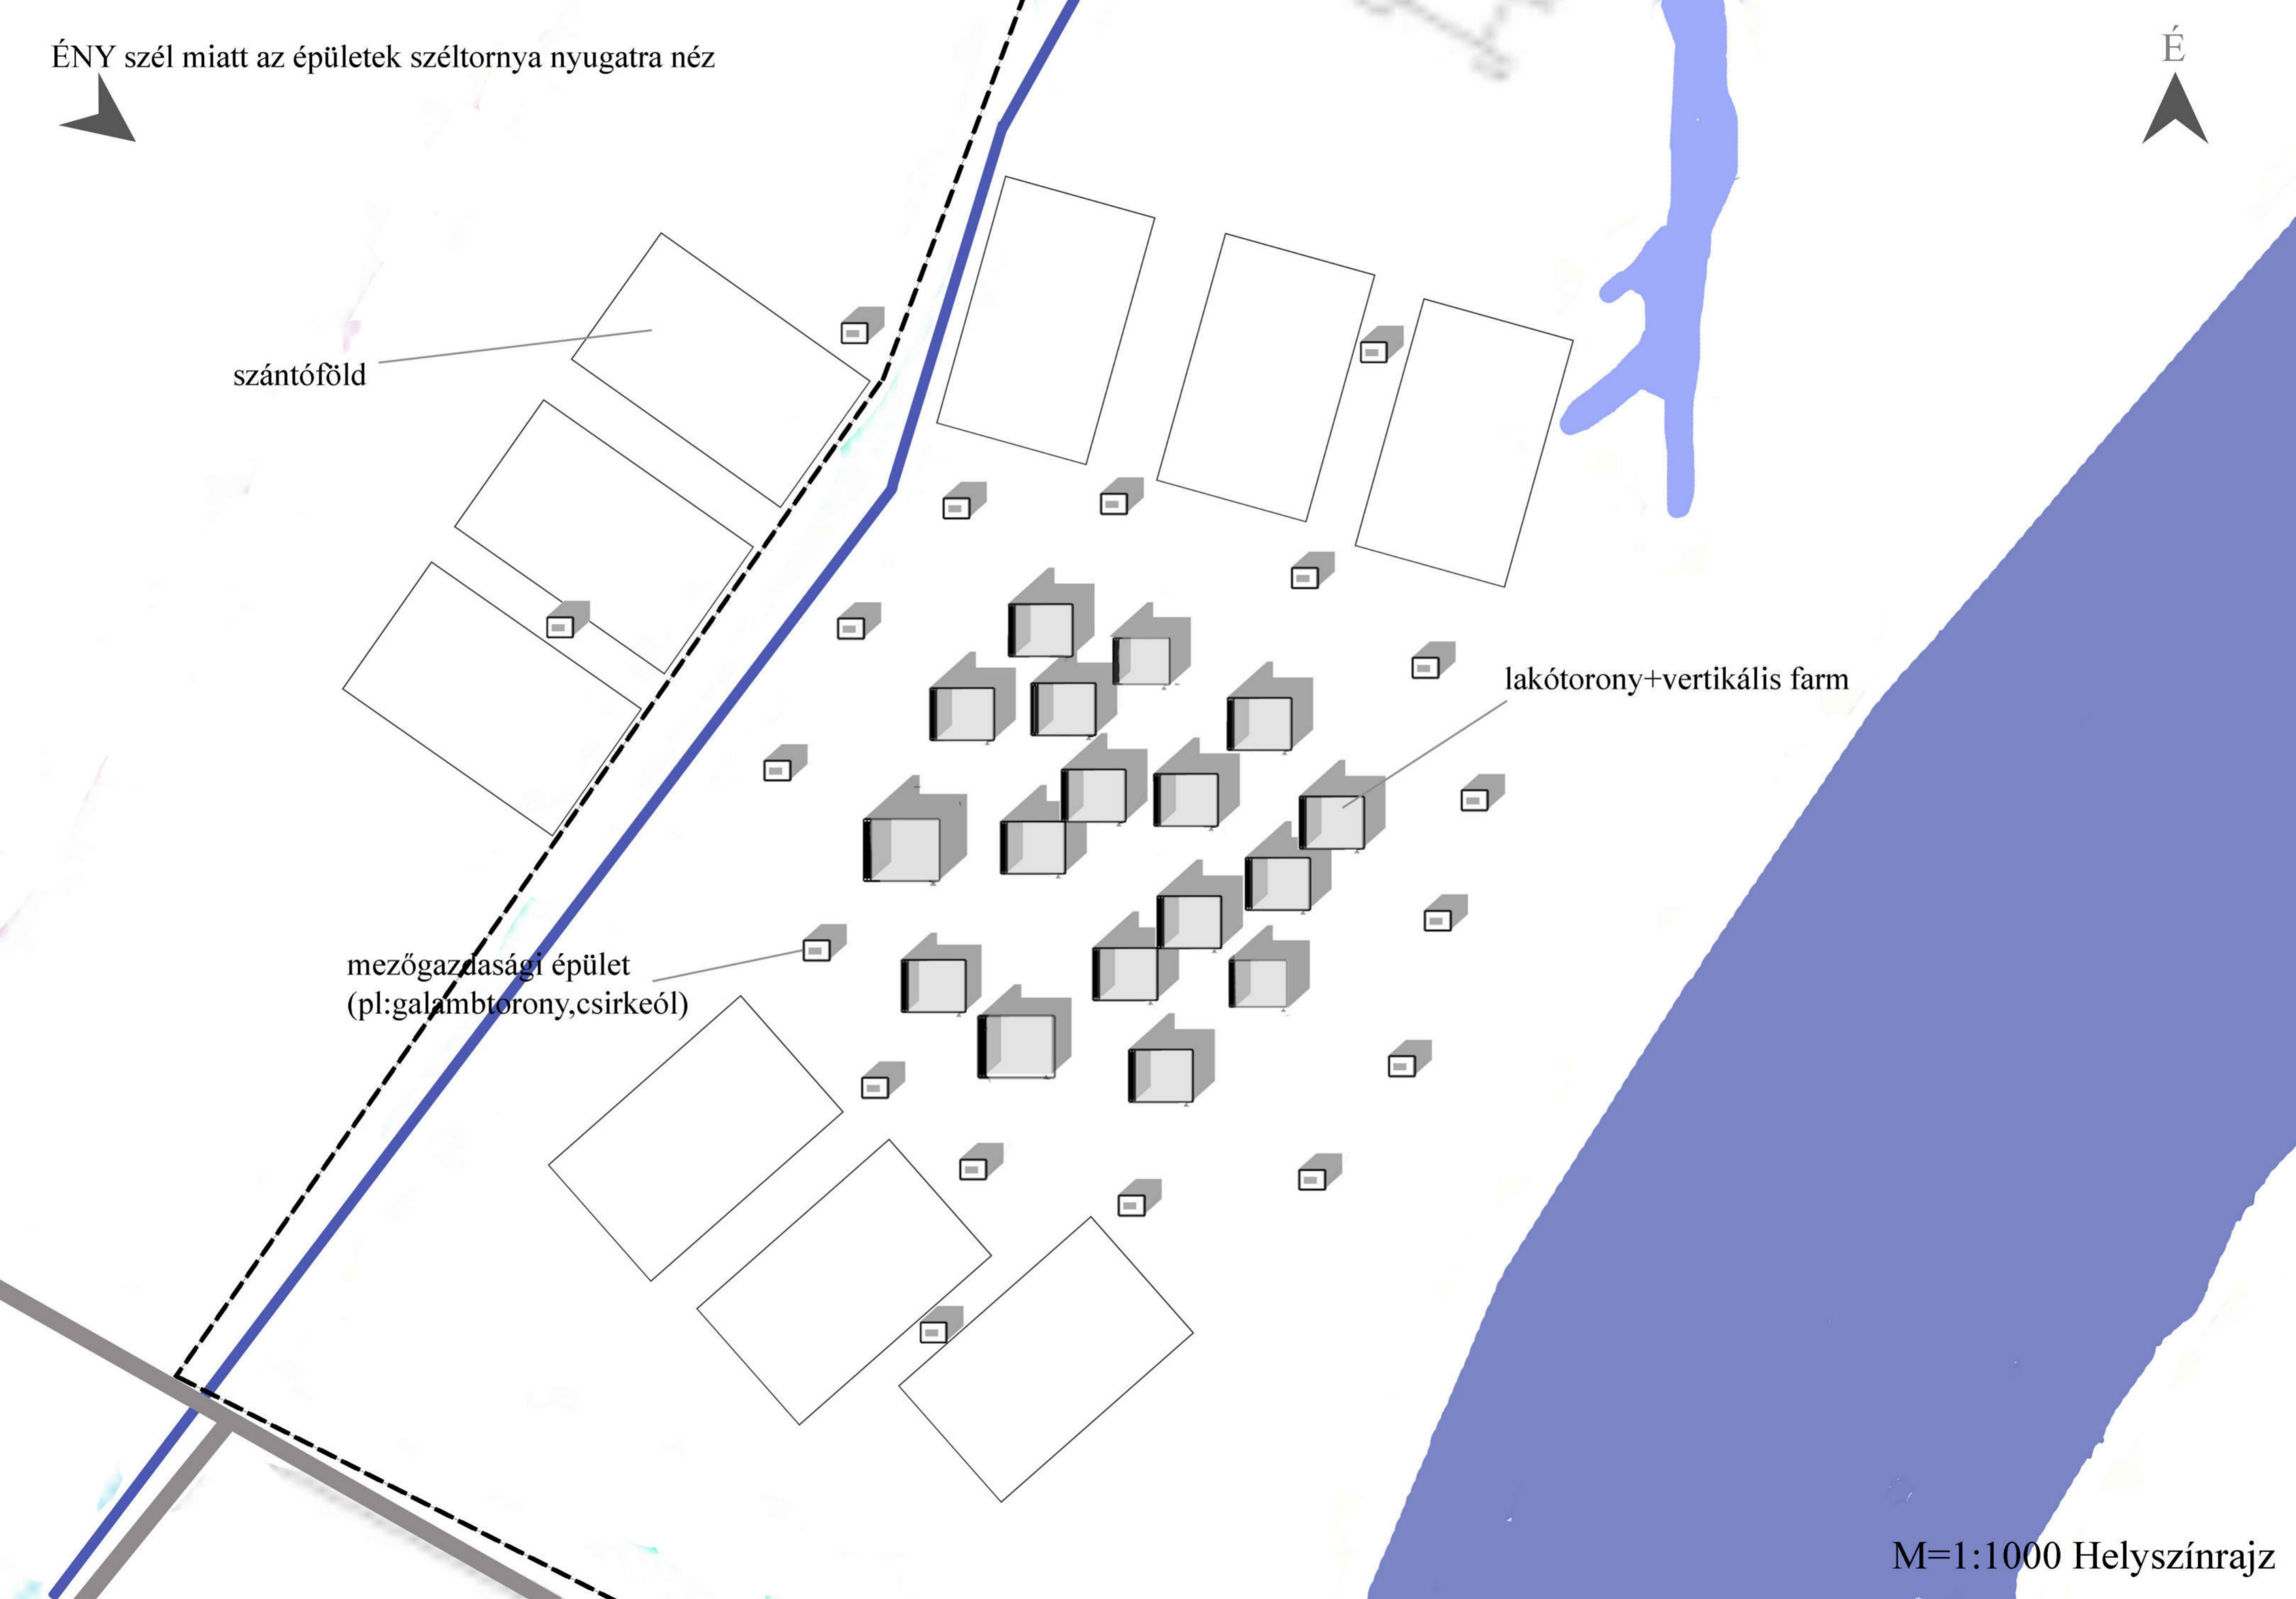 ÉNY szél miatt az épületek széltornya nyugatra néz
É
szántóföld
lakótorony+vertikális farm
mezőgazdasági épület
(pl:galambtorony,csirkeól)
M=1:1000 Helyszínrajz